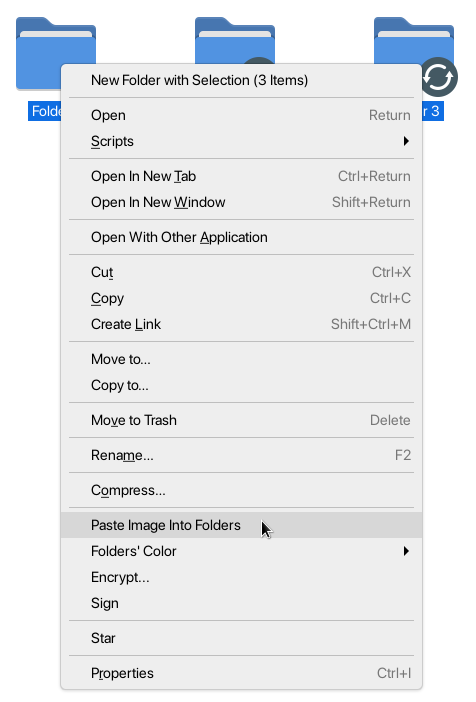 Folde
r 3
New Folder with Selection (3 Items)
Open Return
Scripts
Open In New Tab Ctrl+Return
Open In New Window Shift+Return
Open With Other Application
Cut Ctrl+X
Copy Ctrl+C
Create Link Shift+Ctrl+M
Move to...
Copy to...
Move to Trash Delete
Rename... F2
Compress...
Paste Image Into Folders
Folders' Color
Encrypt...
Sign
Star
Properties Ctrl+I